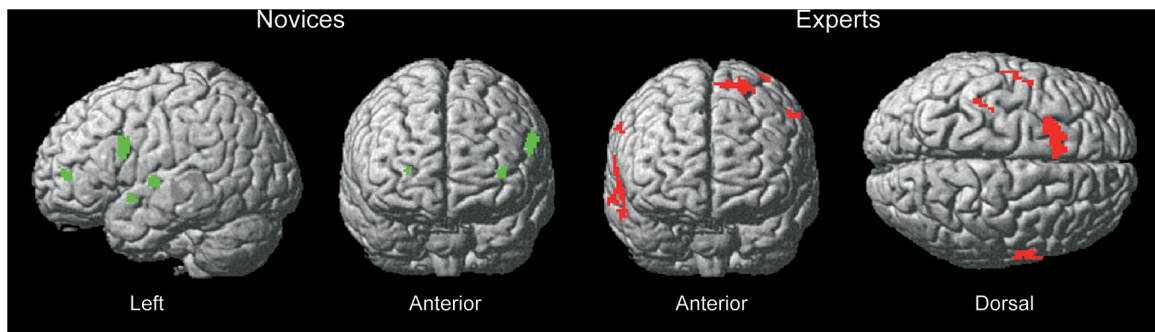 Novices
Experts
Left
Anterior
Anterior
Dorsal